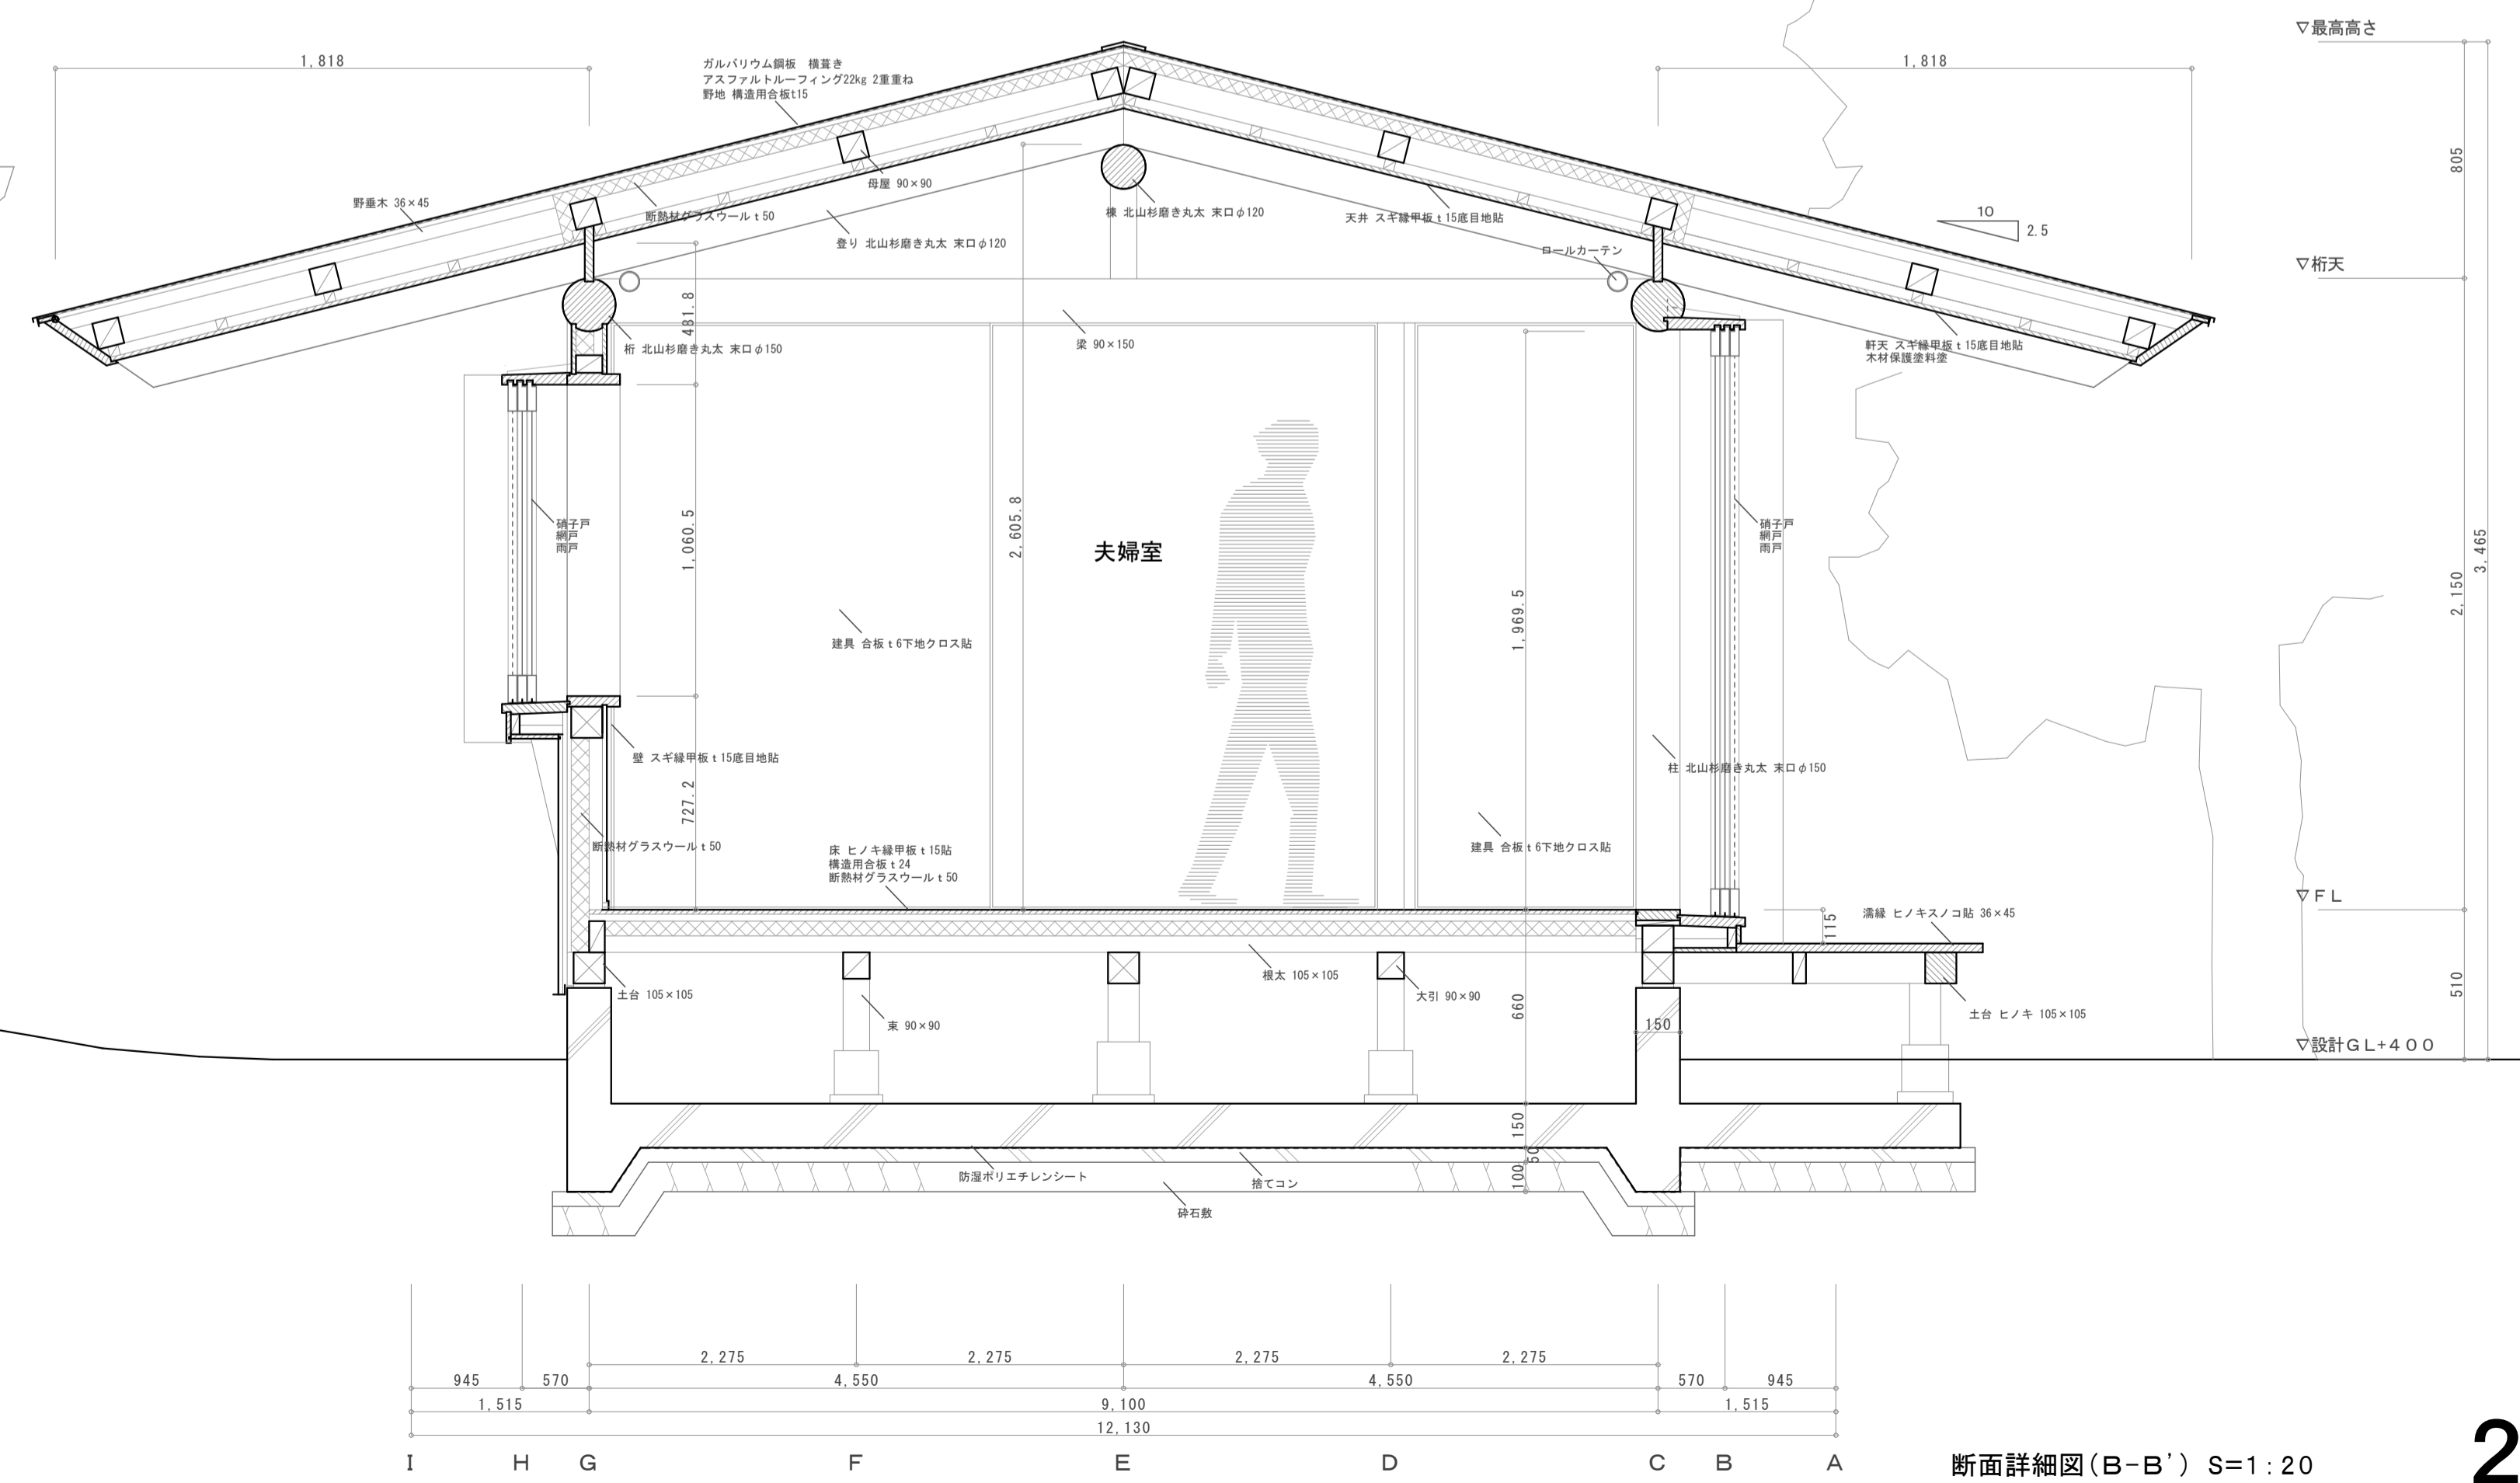 ▽最高高さ
1,818
1,818
ガルバリウム鋼板　横葺き
アスファルトルーフィング22kg 2重重ね
野地 構造用合板t15
805
母屋 90×90
野垂木 36×45
断熱材グラスウールｔ50
棟 北山杉磨き丸太 末口φ120
天井 スギ縁甲板ｔ15底目地貼
10
2.5
登り 北山杉磨き丸太 末口φ120
ロールカーテン
▽桁天
481.8
桁 北山杉磨き丸太 末口φ150
梁 90×150
軒天 スギ縁甲板ｔ15底目地貼
木材保護塗料塗
硝子戸
網戸
雨戸
1,060.5
2,605.8
夫婦室
硝子戸
網戸
雨戸
3,465
2,150
1,969.5
建具 合板ｔ6下地クロス貼
壁 スギ縁甲板ｔ15底目地貼
柱 北山杉磨き丸太 末口φ150
727.2
断熱材グラスウールｔ50
床 ヒノキ縁甲板ｔ15貼
構造用合板ｔ24
断熱材グラスウールｔ50
建具 合板ｔ6下地クロス貼
▽ＦＬ
115
濡縁 ヒノキスノコ貼 36×45
根太 105×105
土台 105×105
大引 90×90
510
660
束 90×90
150
土台 ヒノキ 105×105
▽設計ＧＬ+４００
150
50
100
防湿ポリエチレンシート
捨てコン
砕石敷
2,275
2,275
2,275
2,275
945
570
4,550
4,550
570
945
1,515
9,100
1,515
12,130
I
H
G
F
E
D
C
B
A
断面詳細図(B-B') S=1:20
2